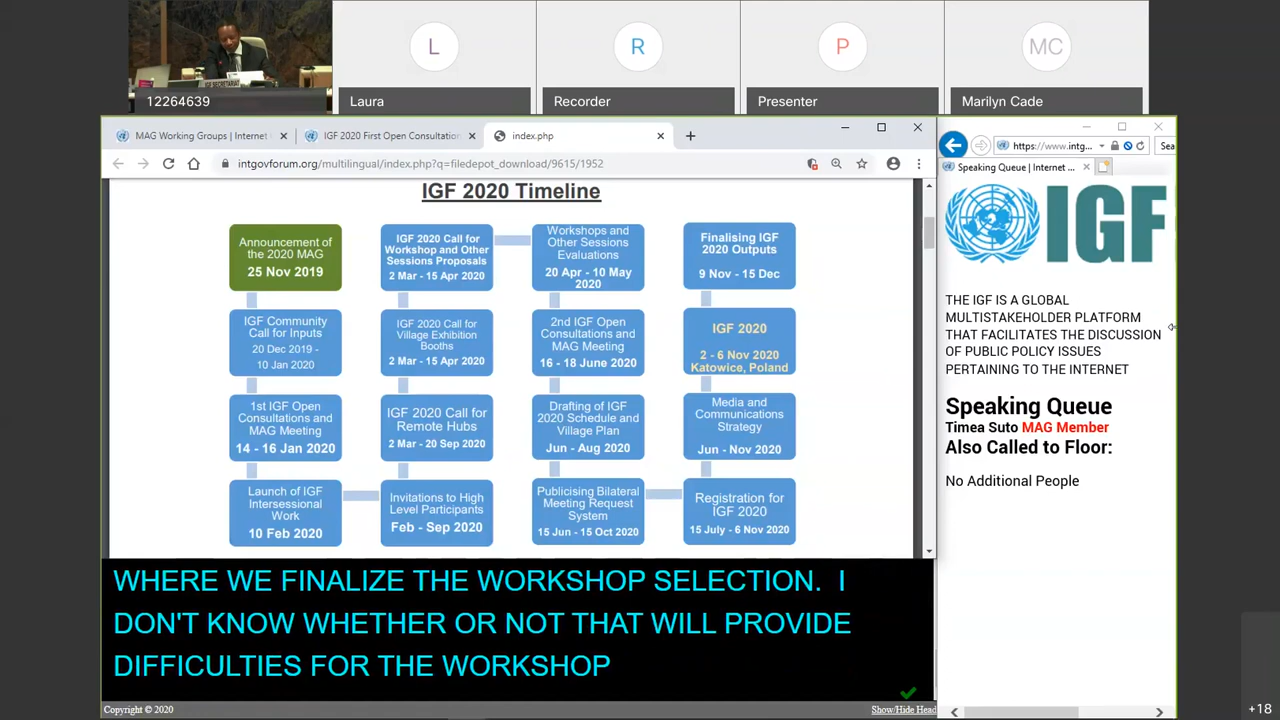 L
R
P
MC
12264639
Laura
Recorder
Presenter
Marilyn Cade
MAG Working Groups | Internet
IGF 2020 First Open Consultation
index.php
intgovforum.org/multilingual/index.php?q=filedepot_download/9615/1952
IGF 2020 Timeline
Announcement of
the 2020 MAG
25 Nov 2019
IGF 2020 Call for
Workshop and Other
Sessions Proposals
2 Mar - 15 Apr 2020
Workshops and
Other Sessions
Evaluations
20 Apr - 10 May
2020
Finalising IGF
2020 Outputs
9 Nov - 15 Dec
IGF Community
Call for Inputs
20 Dec 2019 -
10 Jan 2020
IGF 2020 Call for
Village Exhibition
Booths
2 Mar - 15 Apr 2020
2nd IGF Open
Consultations and
MAG Meeting
16 - 18 June 2020
IGF 2020
2 - 6 Nov 2020
Katowice, Poland
1st IGF Open
Consultations and
MAG Meeting
14 - 16 Jan 2020
IGF 2020 Call for
Remote Hubs
2 Mar - 20 Sep 2020
Drafting of IGF
2020 Schedule and
Village Plan
Jun - Aug 2020
Media and
Communications
Strategy
Jun - Nov 2020
Launch of IGF
Intersessional
Work
10 Feb 2020
Invitations to High
Level Participants
Feb - Sep 2020
Publicising Bilateral
Meeting Request
System
15 Jun - 15 Oct 2020
Registration for
IGF 2020
15 July - 6 Nov 2020
WHERE WE FINALIZE THE WORKSHOP SELECTION. I
DON'T KNOW WHETHER OR NOT THAT WILL PROVIDE
DIFFICULTIES FOR THE WORKSHOP
Copyright © 2020
Show/Hide Head
https://www.intg...
Sea
Speaking Queue | Internet ...
IGF
THE IGF IS A GLOBAL
MULTISTAKEHOLDER PLATFORM
THAT FACILITATES THE DISCUSSION
OF PUBLIC POLICY ISSUES
PERTAINING TO THE INTERNET
Speaking Queue
Timea Suto MAG Member
Also Called to Floor:
No Additional People
+18